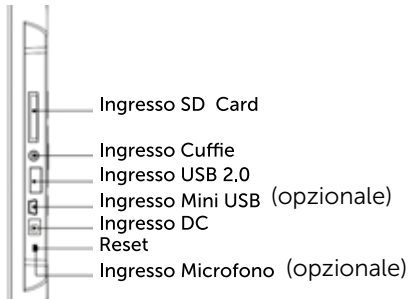 Ingresso SD Card
Ingresso Cuffie
Ingresso USB 2.0
Ingresso Mini USB (opzionale)
Ingresso DC
Reset
Ingresso Microfono (opzionale)